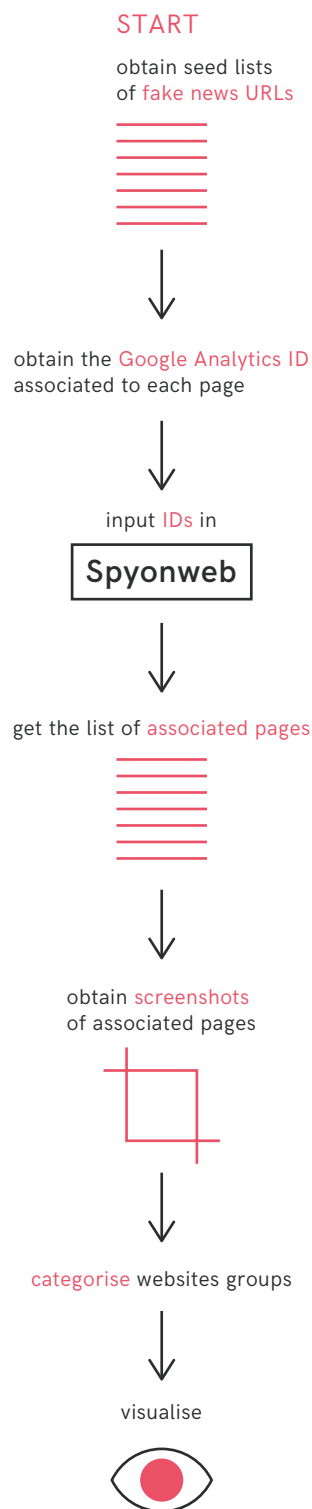 START
obtain seed lists
of fake news URLs
obtain the Google Analytics ID
associated to each page
input IDs in
Spyonweb
get the list of associated pages
obtain screenshots
of associated pages
categorise websites groups
visualise